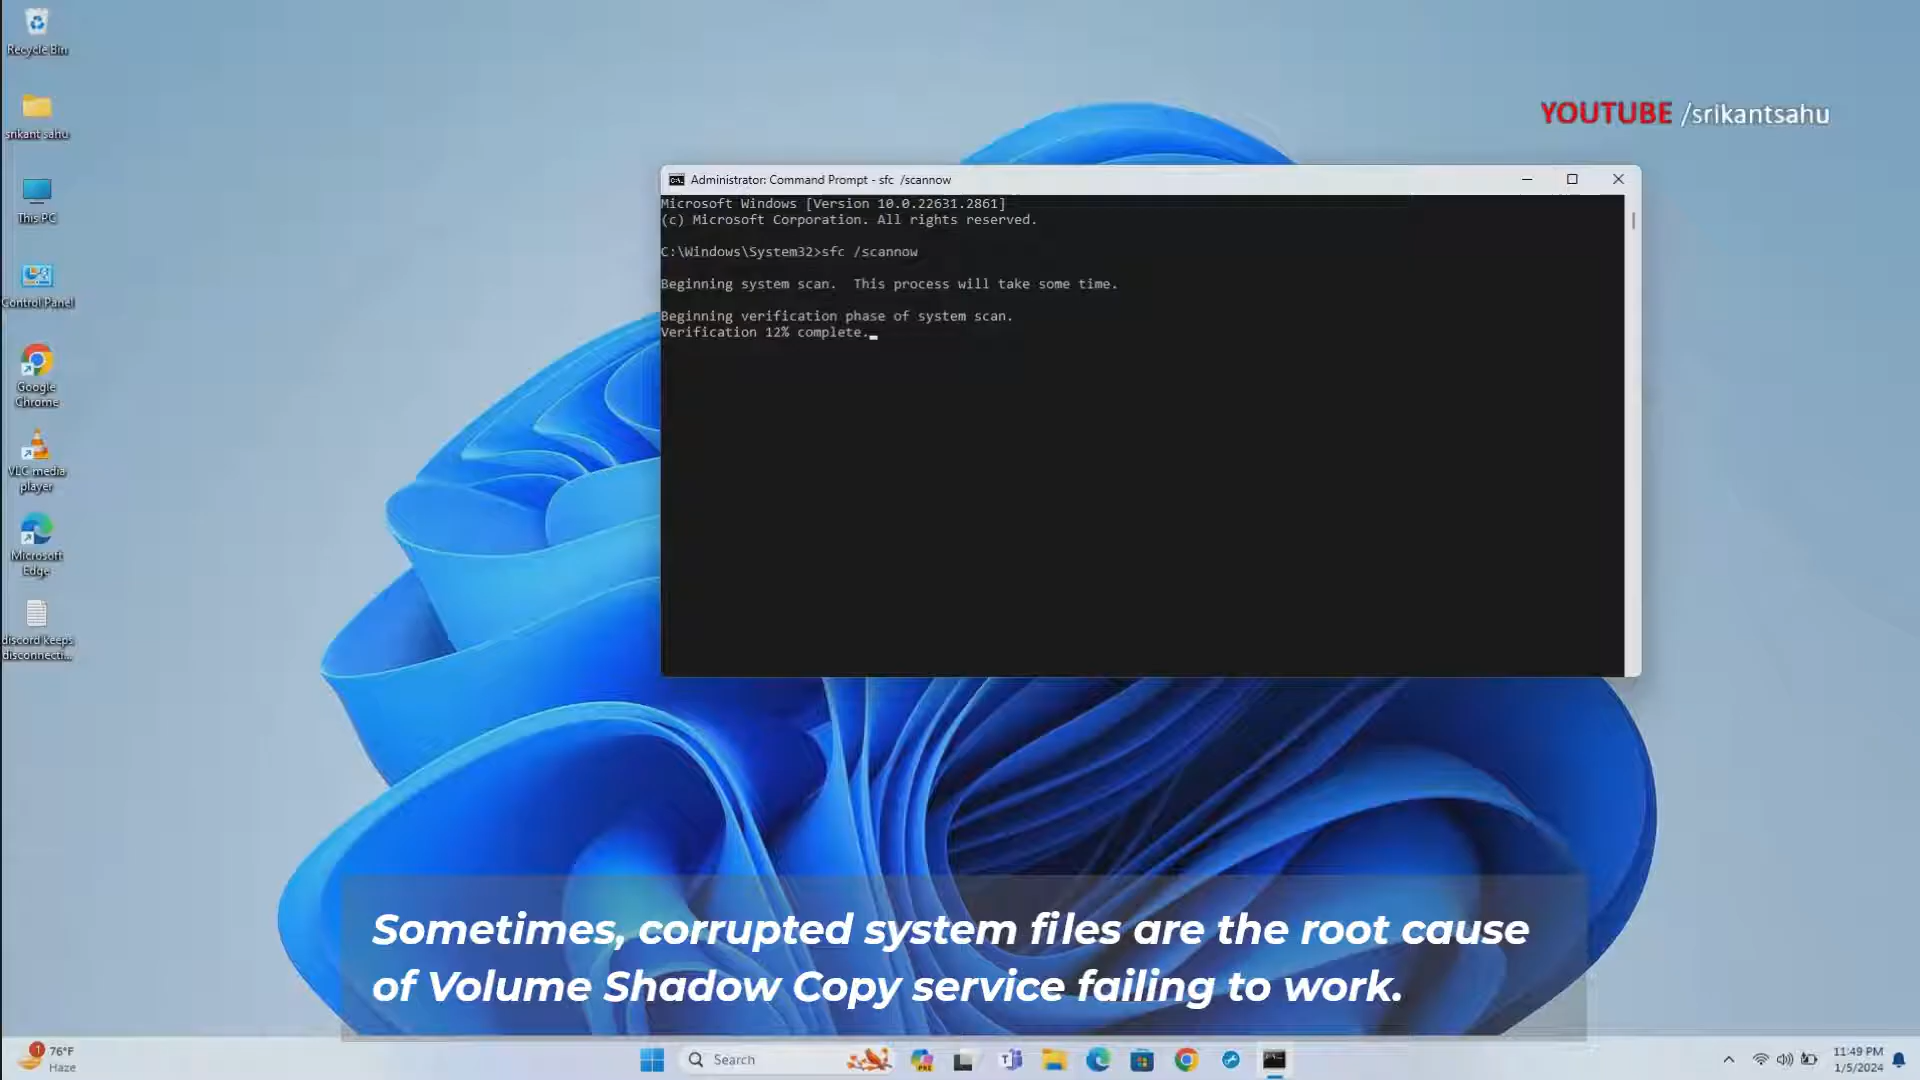 Recycle Bin
srikant sahu
This PC
Control Panel
Google
Chrome
VLC media
player
Microsoft
Edge
discord keeps
disconnecti...
YOUTUBE /srikantsahu
Administrator: Command Prompt - sfc  /scannow
Microsoft Windows [Version 10.0.22631.2861]
(c) Microsoft Corporation. All rights reserved.
C:\Windows\System32>sfc /scannow
Beginning system scan.  This process will take some time.
Beginning verification phase of system scan.
Verification 12% complete.
Sometimes, corrupted system files are the root cause
of Volume Shadow Copy service failing to work.
1
76°F
Haze
Search
PRE
11:49 PM
1/5/2024